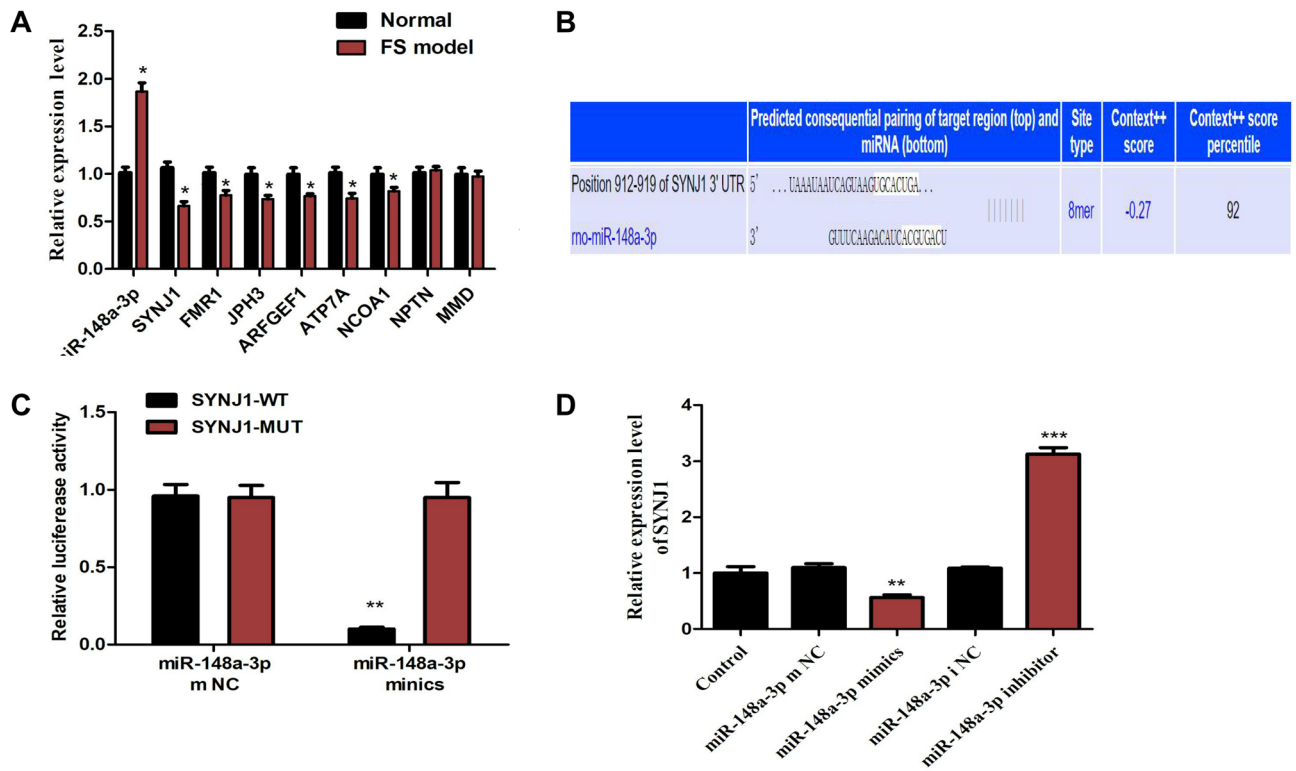 A
Relative expression level
2.5
2.0
1.5
1.0
0.5
0.0
Normal
FS model
*
* * * * * *
miR-148a-3p
SYNJ1
FMR1
JPH3
ARFGEF1
ATP7A
NCOA1
NPTN
MMD
B
Predicted consequential pairing of target region (top) and miRNA (bottom)
Site type
Context++ score
Context++ score percentile
Position 912-919 of SYNJ1 3' UTR 5' ...UAAAUAAUCAGUAAGUGCACUGA...
8mer -0.27 92
rno-miR-148a-3p 3' GUUUCAAGACAUCACGUGACU
C
SYNJ1-WT
SYNJ1-MUT
Relative luciferease activity
1.5
1.0
0.5
0.0
**
miR-148a-3p
m NC
miR-148a-3p
minics
D
Relative expression level
of SYNJ1
4
3
2
1
0
**
***
Control
miR-148a-3p m NC
miR-148a-3p mimics
miR-148a-3p i NC
miR-148a-3p inhibitor